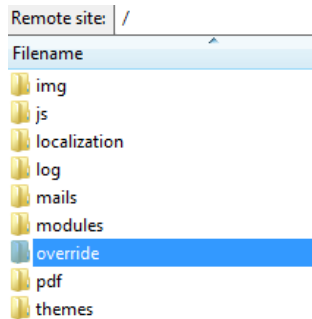 Remote site: /
Filename
img
js
localization
log
mails
modules
override
pdf
themes